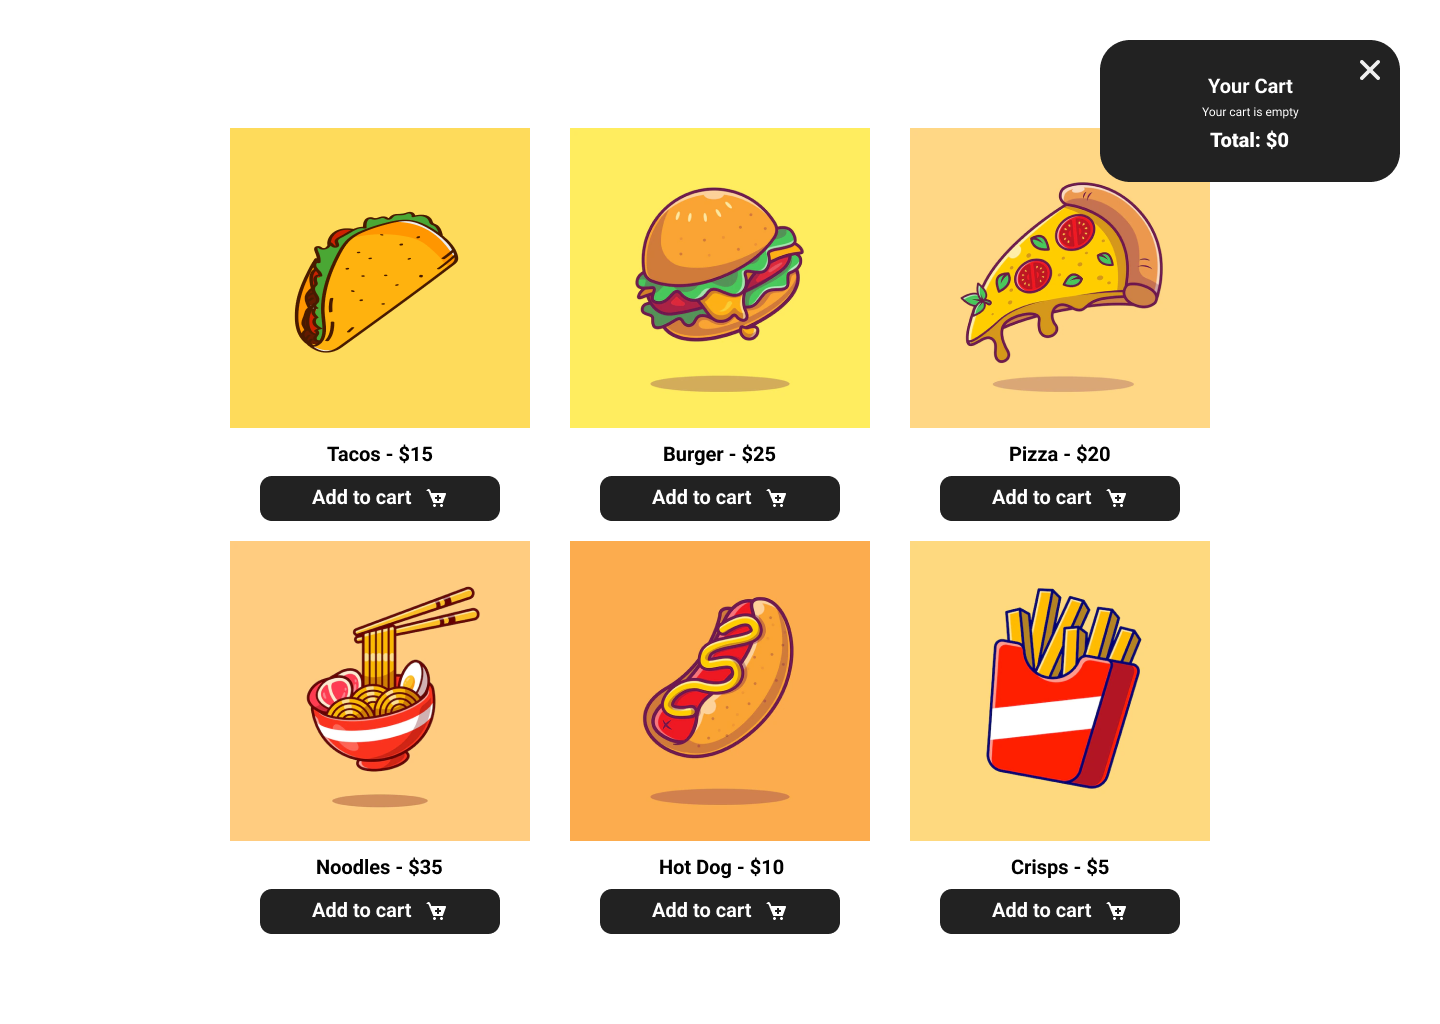 Your Cart
Your cart is empty
Total: $0
Tacos - $15
Burger - $25
Pizza - $20
Add to cart
Add to cart
Add to cart
Noodles - $35
Hot Dog - $10
Crisps - $5
Add to cart
Add to cart
Add to cart